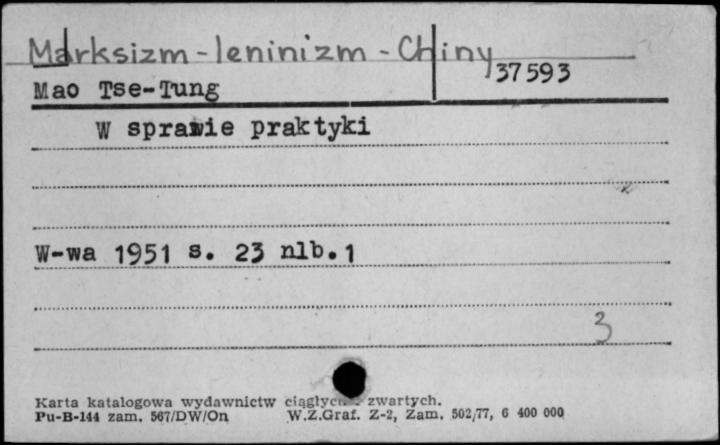 Marksizm-leninizm-Chiny
37593
Mao Tse-Tung
W sprawie praktyki
W-wa 1951 s. 23 nlb.1
3
Karta katalogowa wydawnictw ciągłych - zwartych.
Pu-B-144 zam. 567/DW/On W.Z.Graf. Z-2, Zam. 502/77, 6 400 000